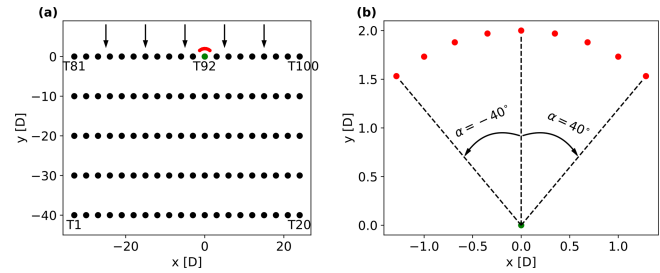 (a)
0
−10
−20
−30
−40
y [D]
T81
T92
T100
T1
T20
−20
0
20
x [D]
(b)
2.0
1.5
1.0
0.5
0.0
y [D]
α = −40°
α = 40°
−1.0
−0.5
0.0
0.5
1.0
x [D]